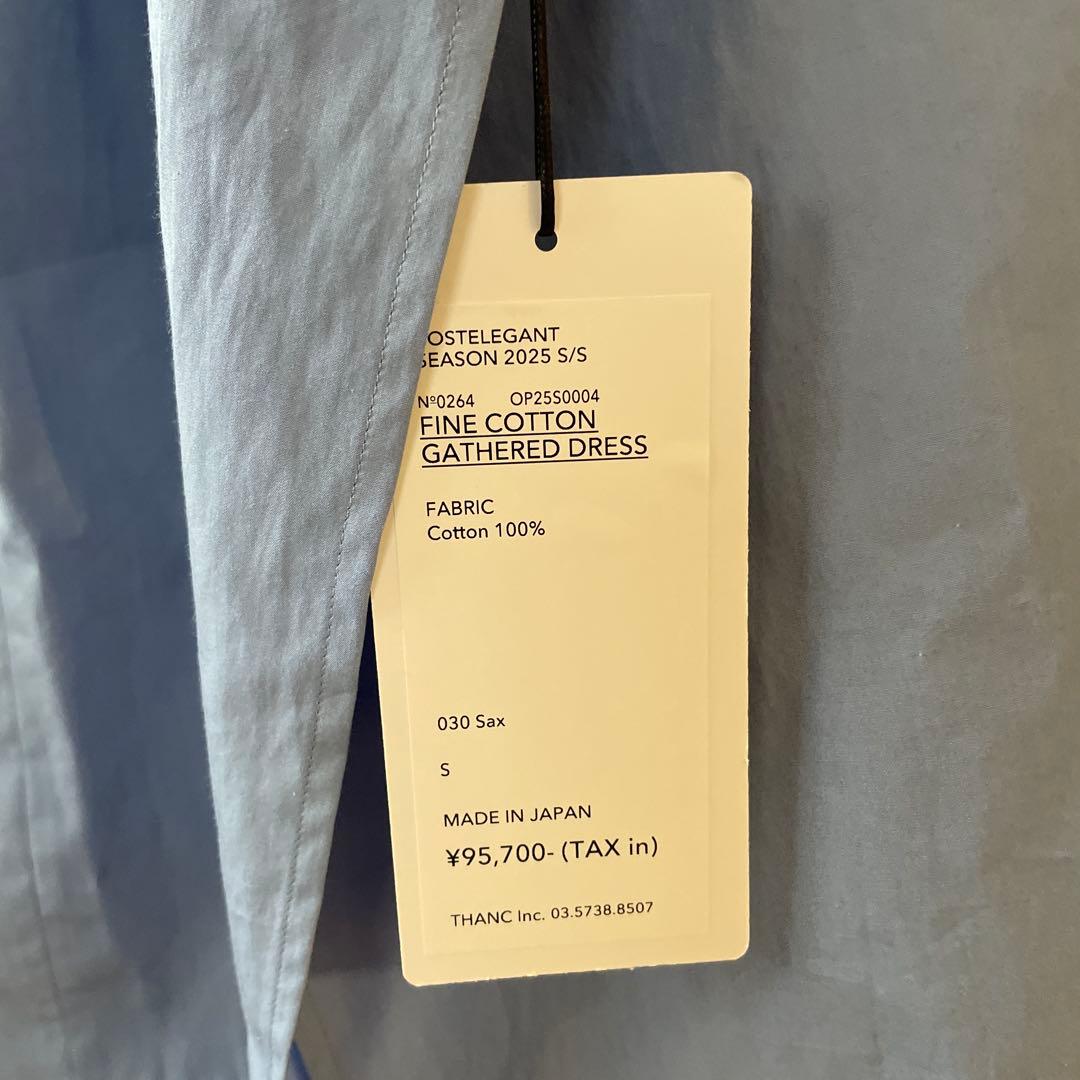 OSTELEGANT
SEASON 2025 S/S
Nº0264 OP25S0004
FINE COTTON
GATHERED DRESS
FABRIC
Cotton 100%
030 Sax
S
MADE IN JAPAN
¥95,700- (TAX in)
THANC Inc. 03.5738.8507